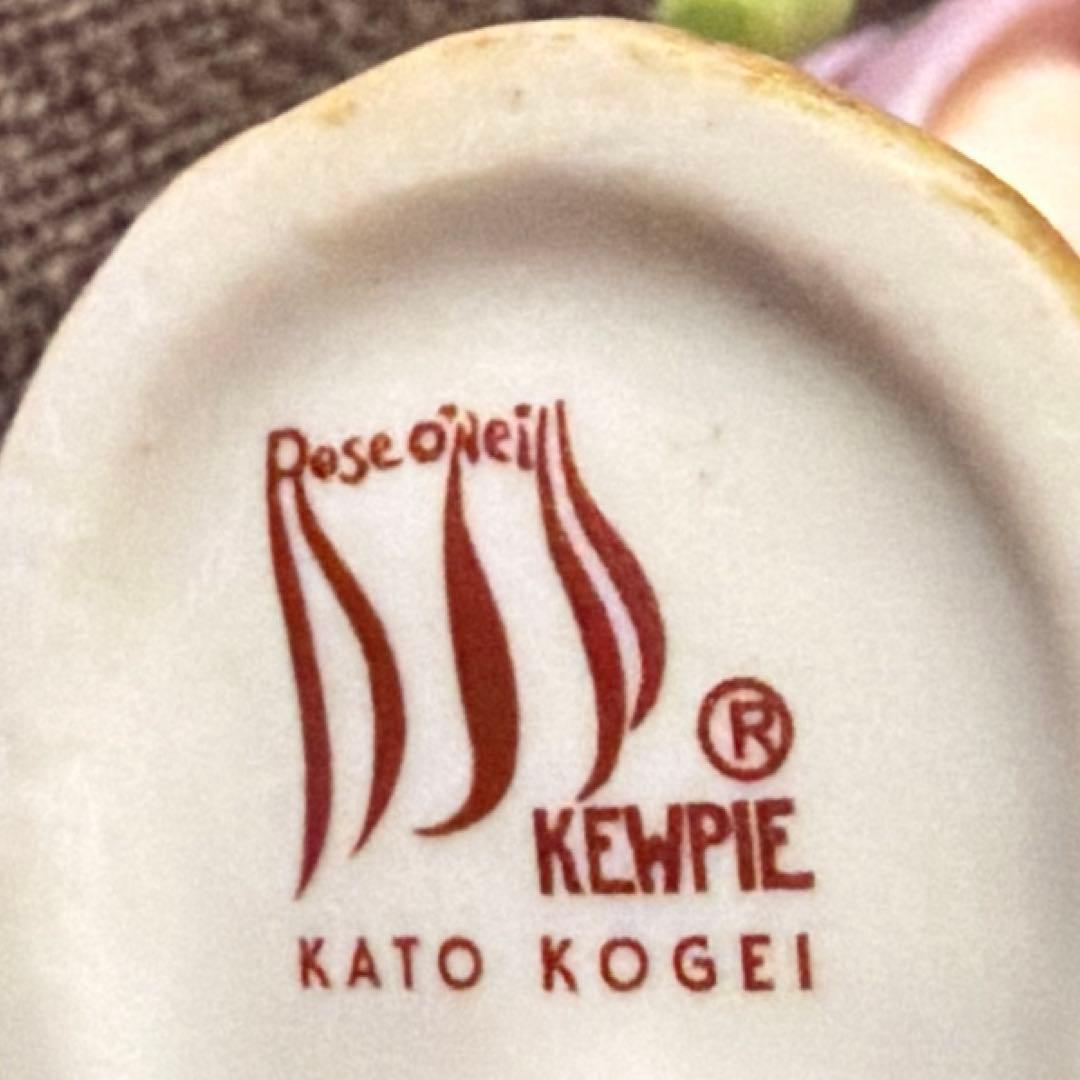 Rose O'Neill
®
KEWPIE
KATO KOGEI